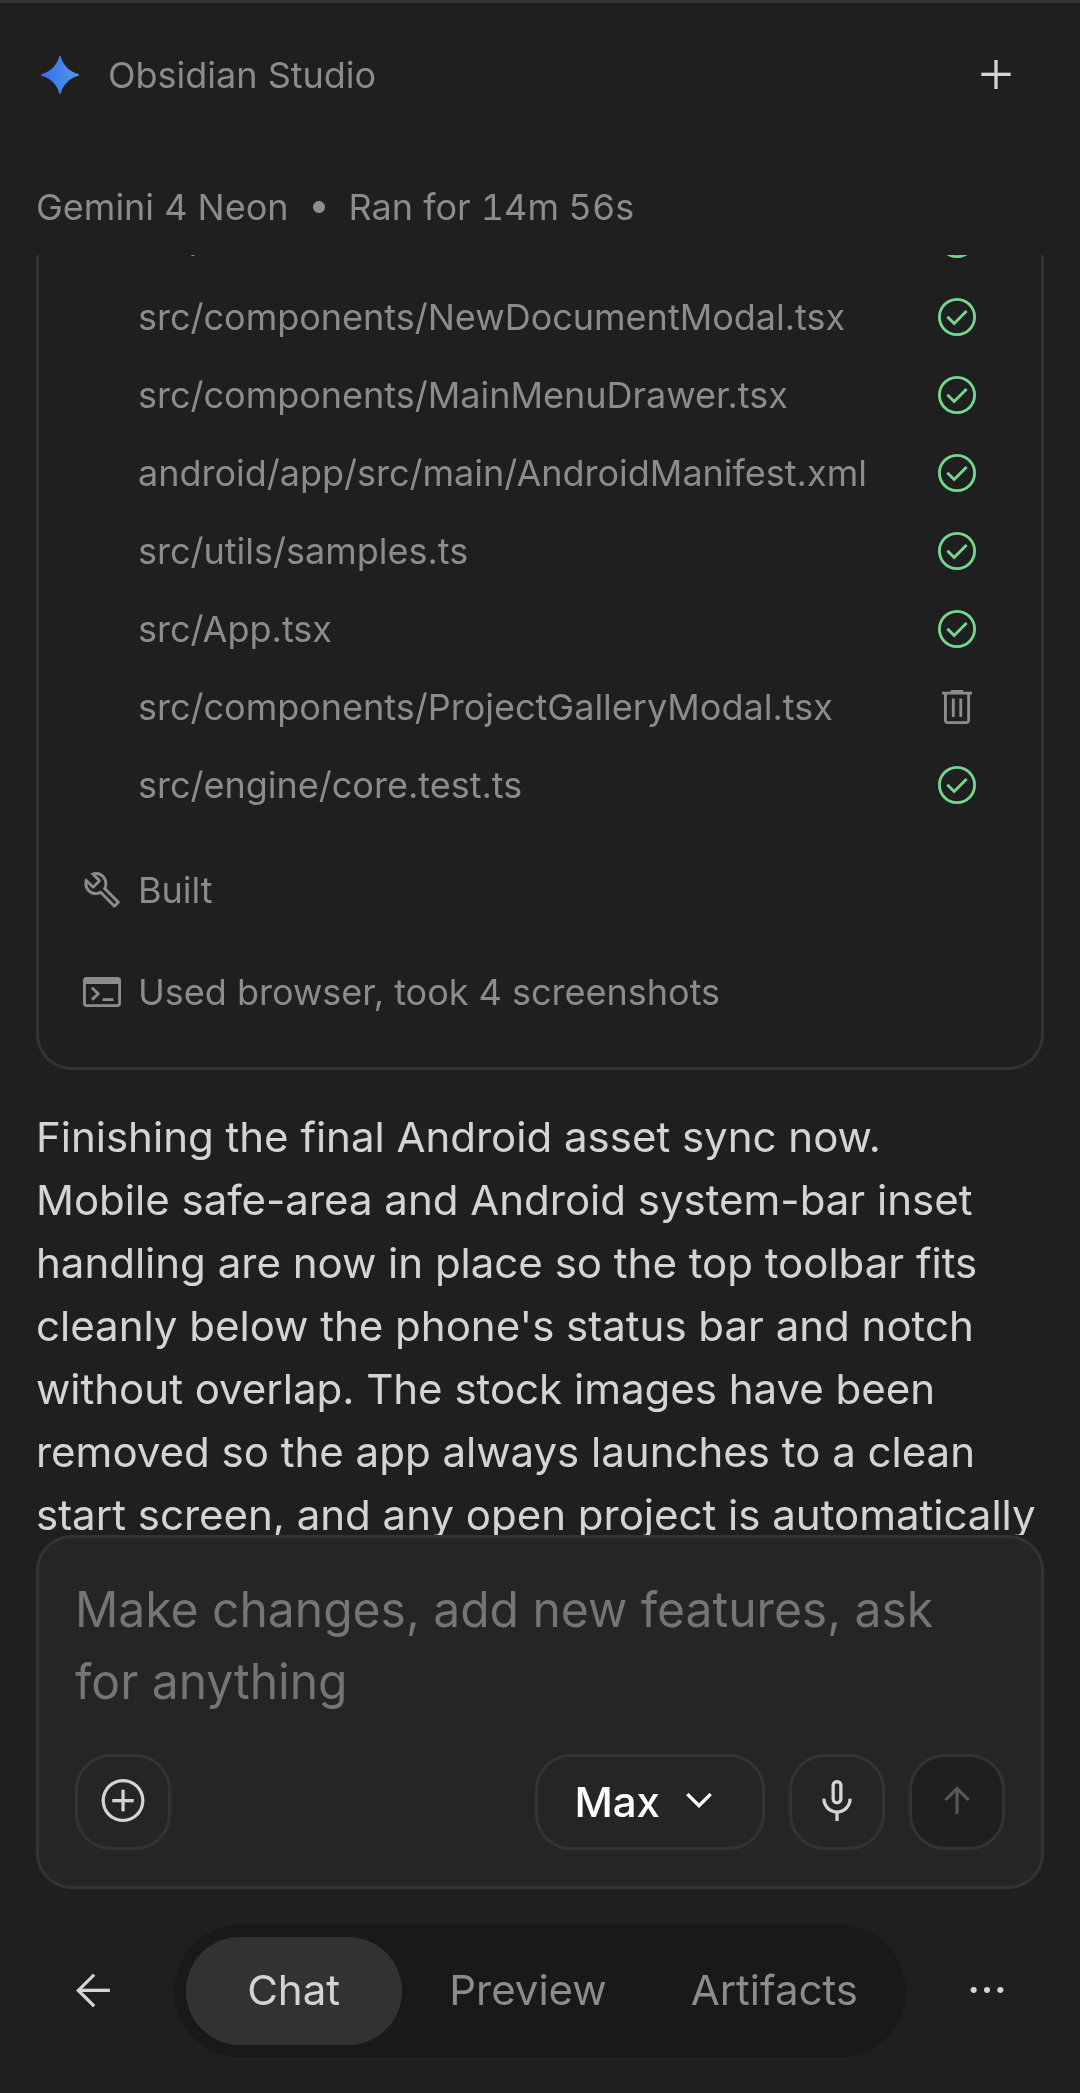 Obsidian Studio
Gemini 4 Neon • Ran for 14m 56s
src/components/NewDocumentModal.tsx
src/components/MainMenuDrawer.tsx
android/app/src/main/AndroidManifest.xml
src/utils/samples.ts
src/App.tsx
src/components/ProjectGalleryModal.tsx
src/engine/core.test.ts
Built
Used browser, took 4 screenshots
Finishing the final Android asset sync now.
Mobile safe-area and Android system-bar inset
handling are now in place so the top toolbar fits
cleanly below the phone's status bar and notch
without overlap. The stock images have been
removed so the app always launches to a clean
start screen, and any open project is automatically
Make changes, add new features, ask
for anything
Max
Chat
Preview
Artifacts